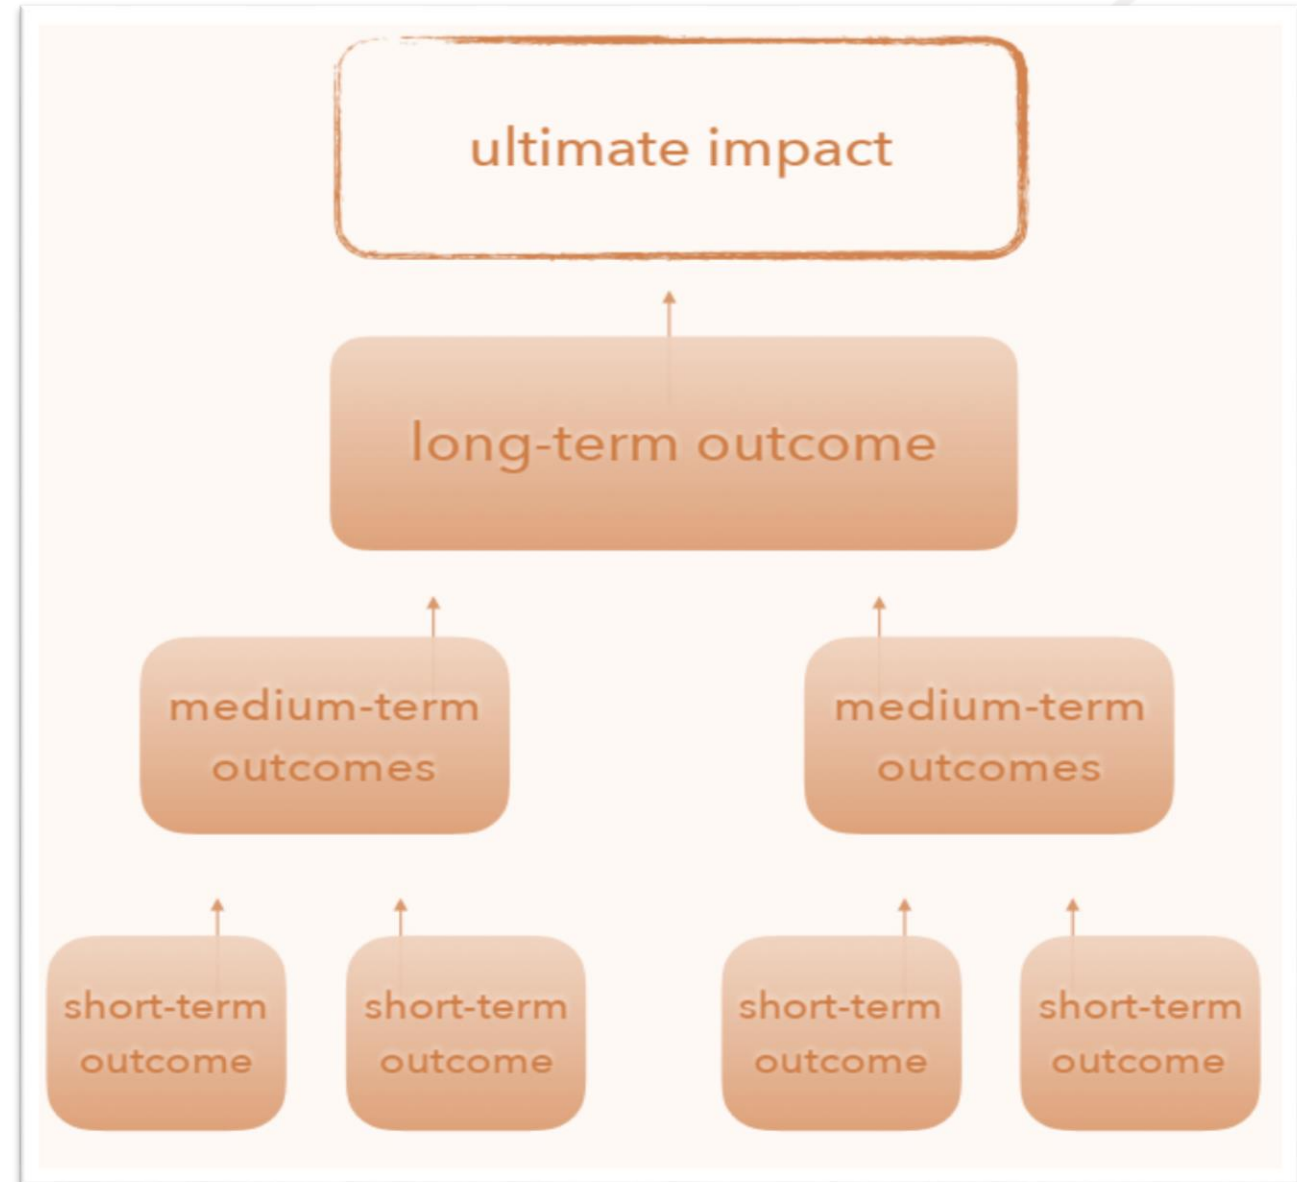 ultimate impact
long-term outcome
medium-term
outcomes
medium-term
outcomes
short-term
outcome
short-term
outcome
short-term
outcome
short-term
outcome